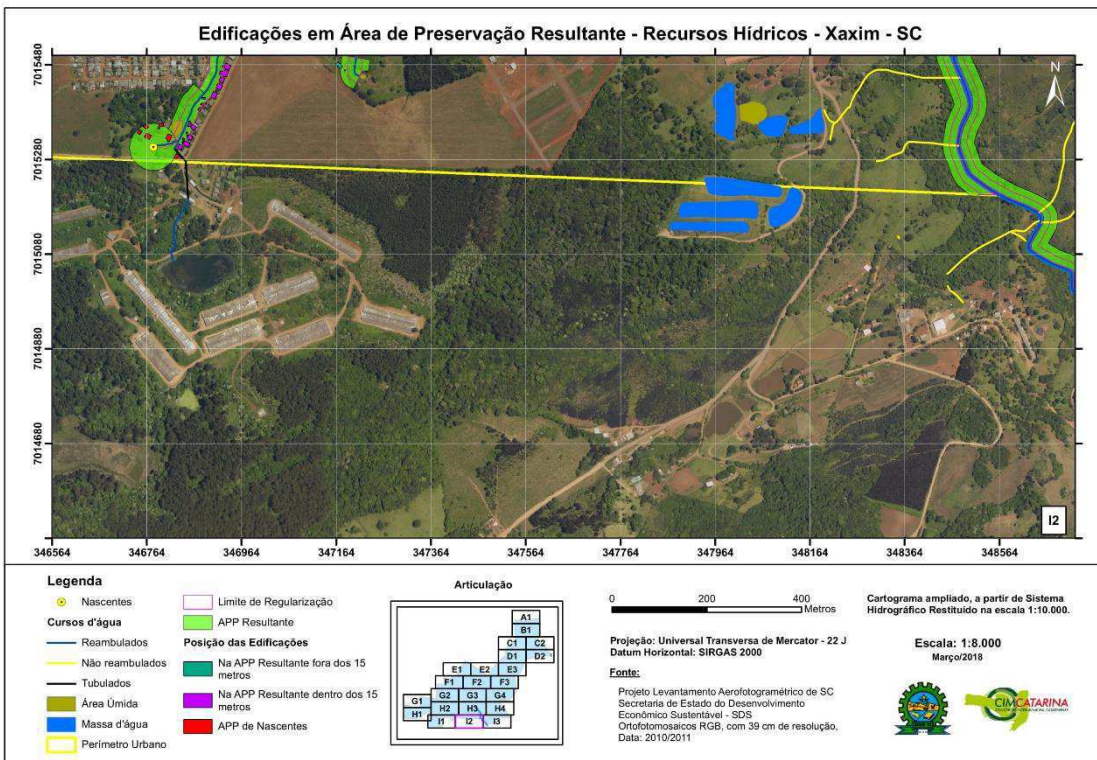 Edificações em Área de Preservação Resultante - Recursos Hídricos - Xaxim - SC
7015480
7015280
7015080
7014880
7014680
N
I2
346564
346764
346964
347164
347364
347564
347764
347964
348164
348364
348564
Legenda
Nascentes
Cursos d'água
Reambulados
Não reambulados
Tubulados
Área Úmida
Massa d'água
Perímetro Urbano
Limite de Regularização
APP Resultante
Posição das Edificações
Na APP Resultante fora dos 15
metros
Na APP Resultante dentro dos 15
metros
APP de Nascentes
Articulação
A1
B1
C1 C2
D1 D2
E1 E2 E3
F1 F2 F3
G1 G2 G3 G4
H1 H2 H3 H4
I1 I2 I3
0 200 400
Metros
Projeção: Universal Transversa de Mercator - 22 J
Datum Horizontal: SIRGAS 2000
Fonte:
Projeto Levantamento Aerofotogramétrico de SC
Secretaria de Estado do Desenvolvimento
Econômico Sustentável - SDS
Ortofotomosaicos RGB, com 39 cm de resolução,
Data: 2010/2011
Cartograma ampliado, a partir de Sistema
Hidrográfico Restituído na escala 1:10.000.
Escala: 1:8.000
Março/2018
CIMCATARINA